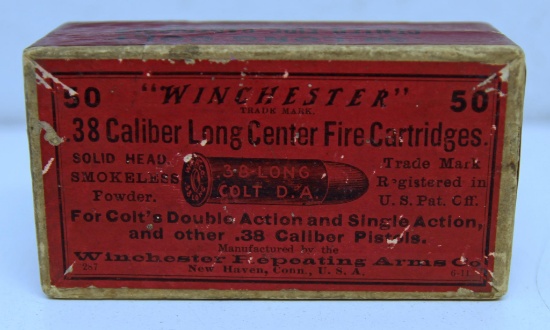 50 "WINCHESTER" 50
TRADE MARK.
.38 Caliber Long Center Fire Cartridges.
SOLID HEAD
SMOKELESS
Powder.
38 LONG
COLT D.A.
Trade Mark
Registered in
U.S. Pat. Off.
For Colt's Double Action and Single Action,
and other .38 Caliber Pistols.
Manufactured by the
Winchester Repeating Arms Co
New Haven, Conn., U.S.A.